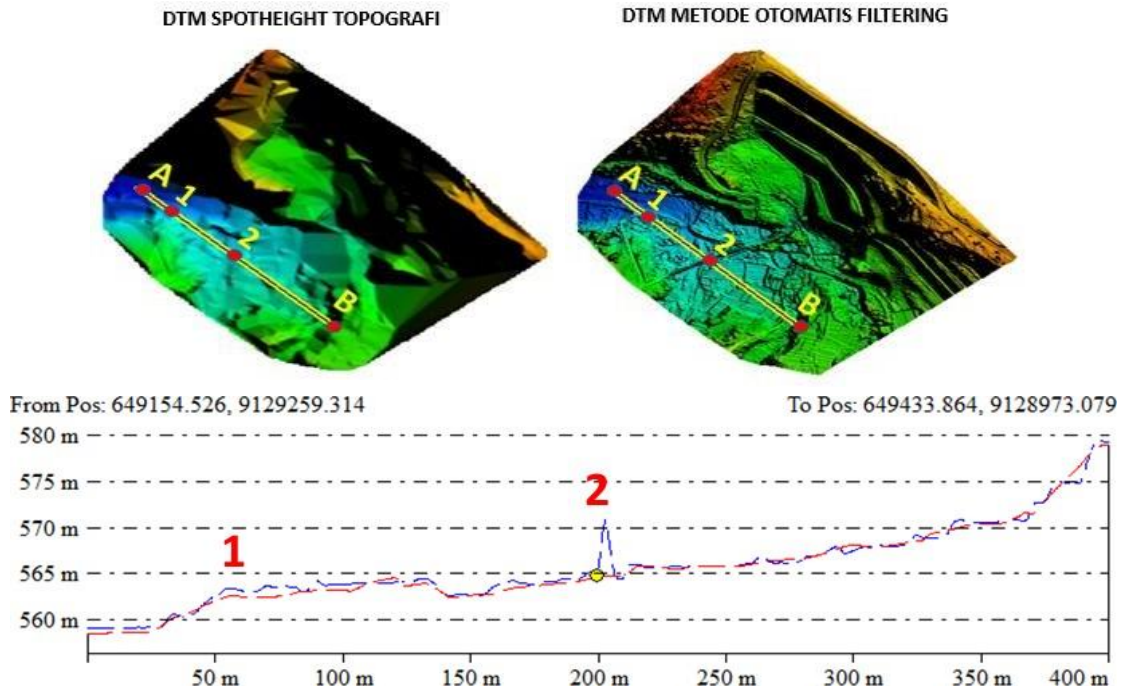 DTM SPOTHEIGHT TOPOGRAFI
DTM METODE OTOMATIS FILTERING
A
1
2
B
A
1
2
B
From Pos: 649154.526, 9129259.314
To Pos: 649433.864, 9128973.079
580 m
575 m
570 m
565 m
560 m
1
2
50 m
100 m
150 m
200 m
250 m
300 m
350 m
400 m